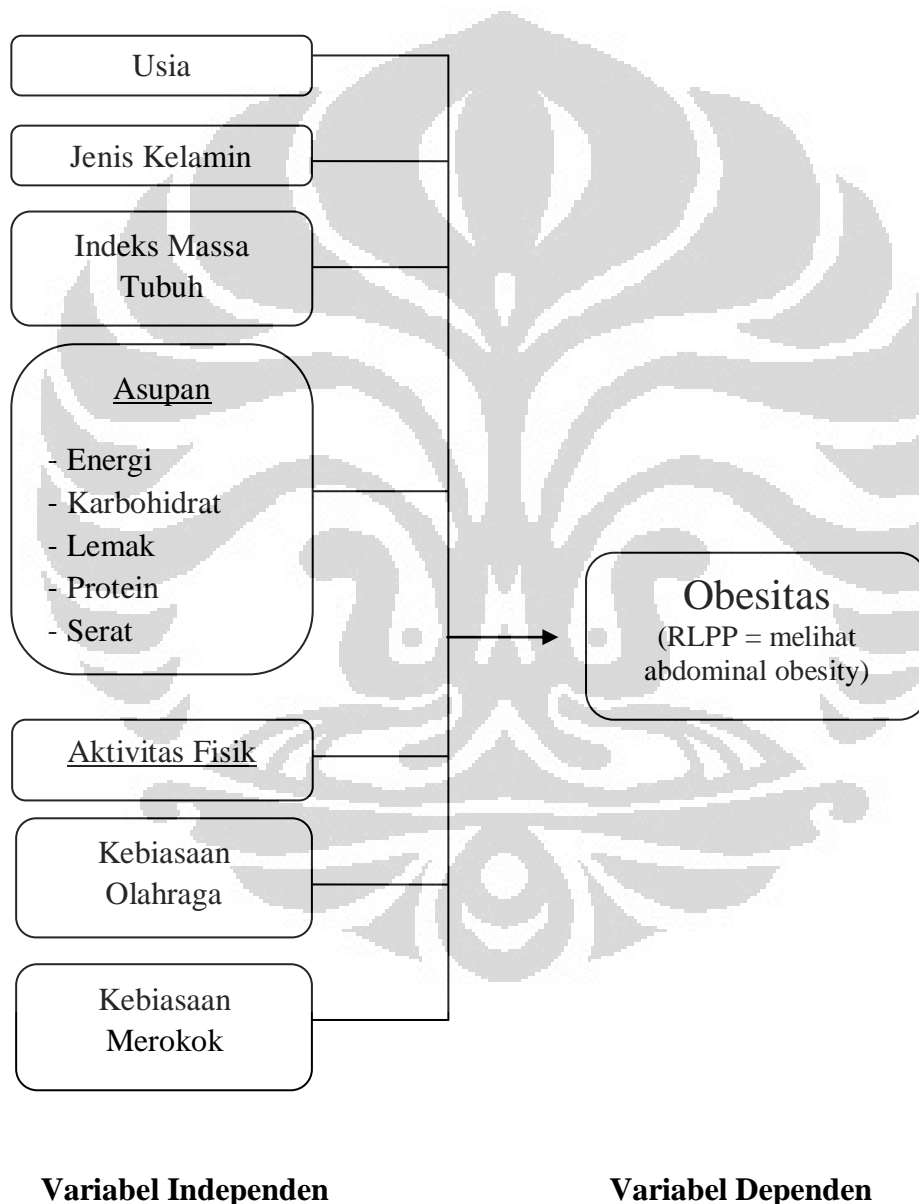 Usia
Jenis Kelamin
Indeks Massa
Tubuh
Asupan
- Energi
- Karbohidrat
- Lemak
- Protein
- Serat
Aktivitas Fisik
Kebiasaan
Olahraga
Kebiasaan
Merokok
Obesitas
(RLPP = melihat
abdominal obesity)
Variabel Independen
Variabel Dependen